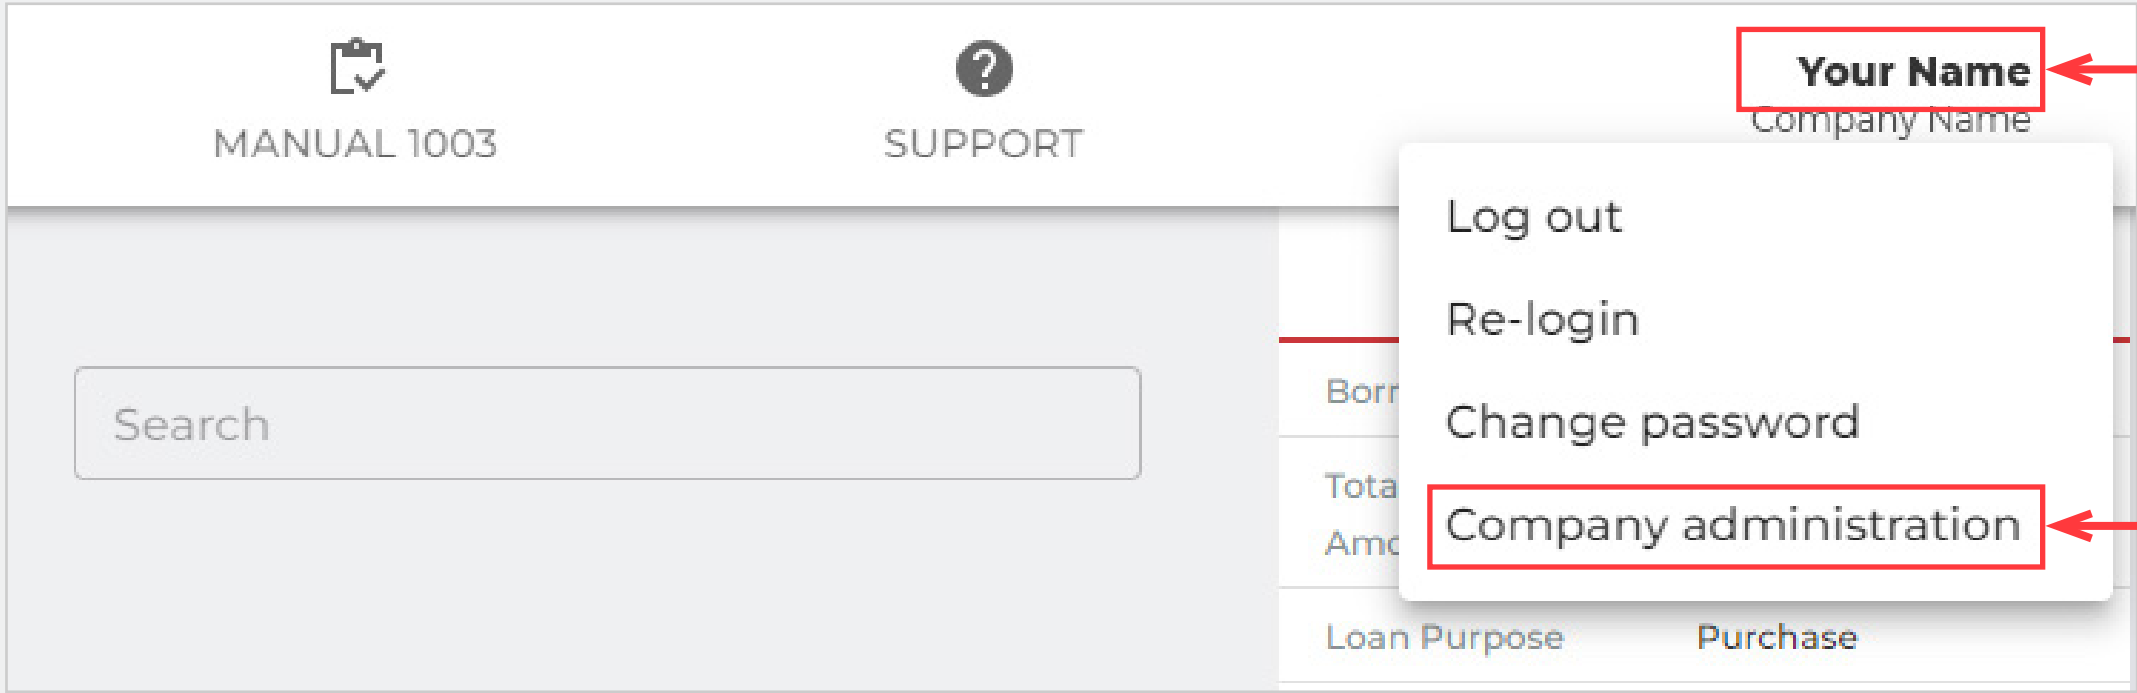 MANUAL 1003
SUPPORT
Your Name
Company Name
Log out
Re-login
Change password
Company administration
Search
Loan Purpose Purchase